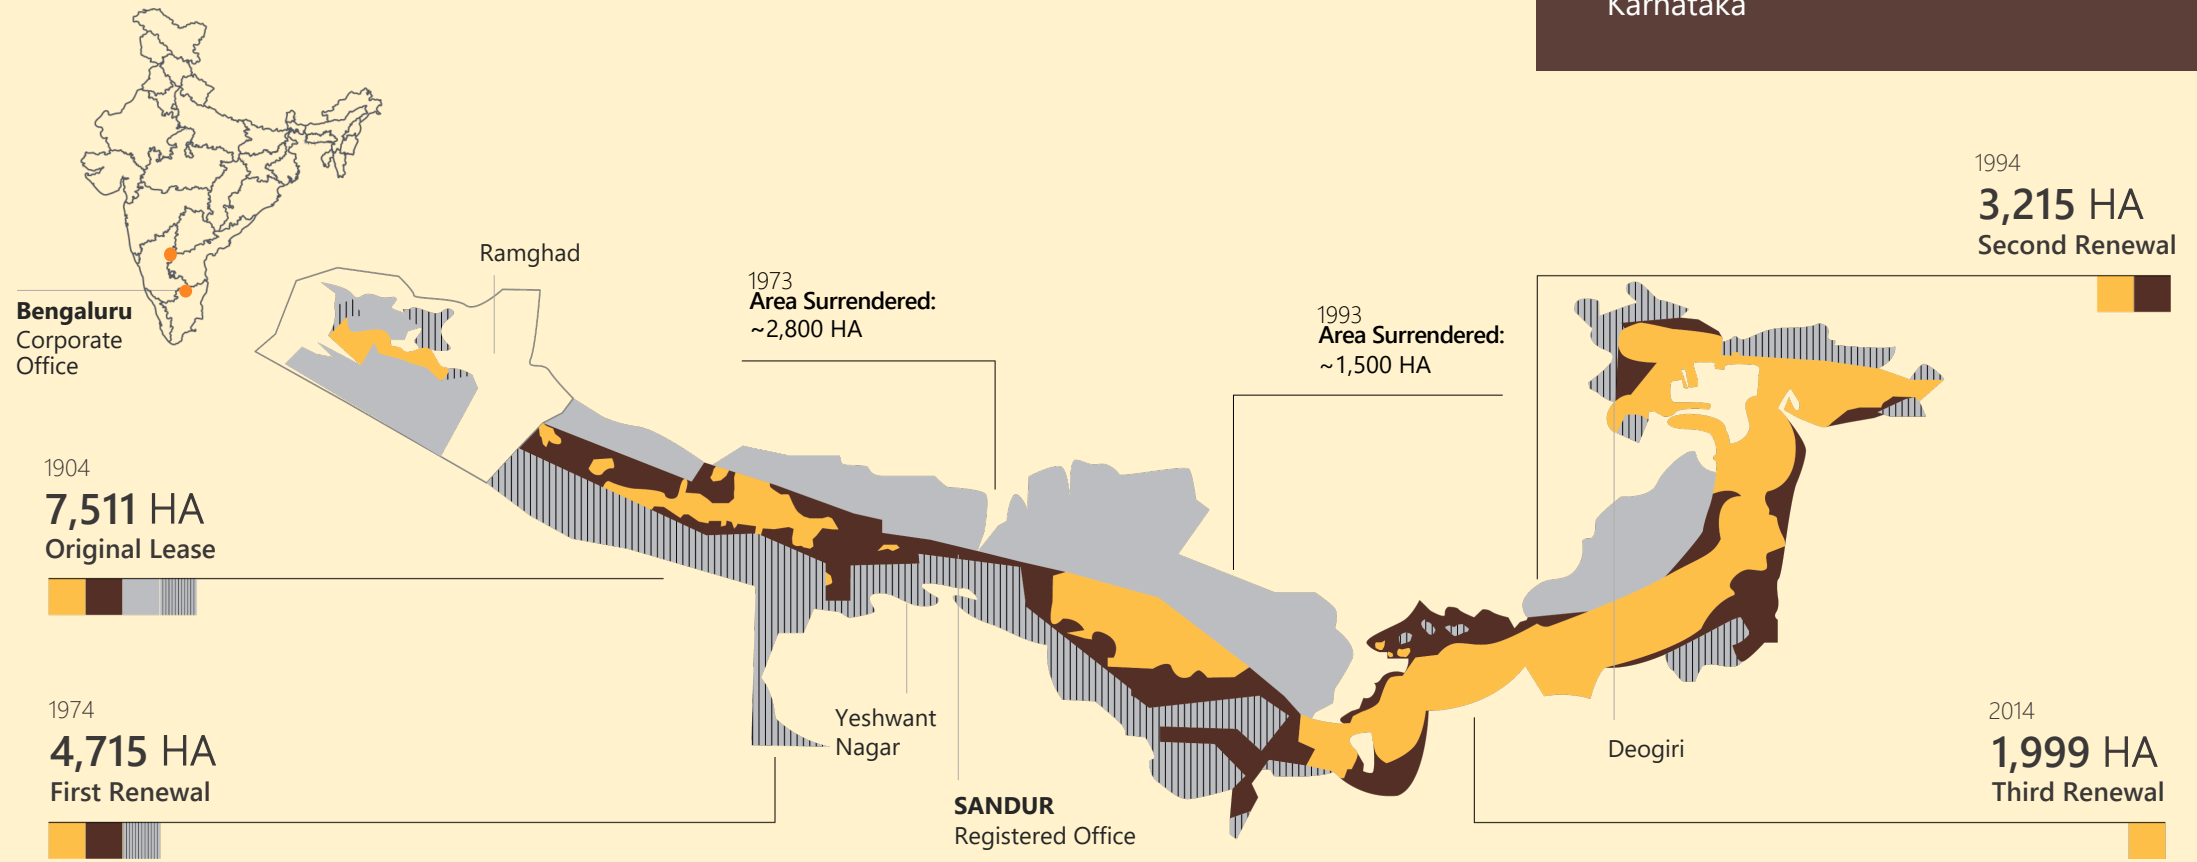 Karnataka
1994
3,215 HA
Second Renewal
Ramghad
1973
Area Surrendered:
~2,800 HA
1993
Area Surrendered:
~1,500 HA
Bengaluru
Corporate
Office
1904
7,511 HA
Original Lease
1974
4,715 HA
First Renewal
Yeshwant
Nagar
SANDUR
Registered Office
Deogiri
2014
1,999 HA
Third Renewal